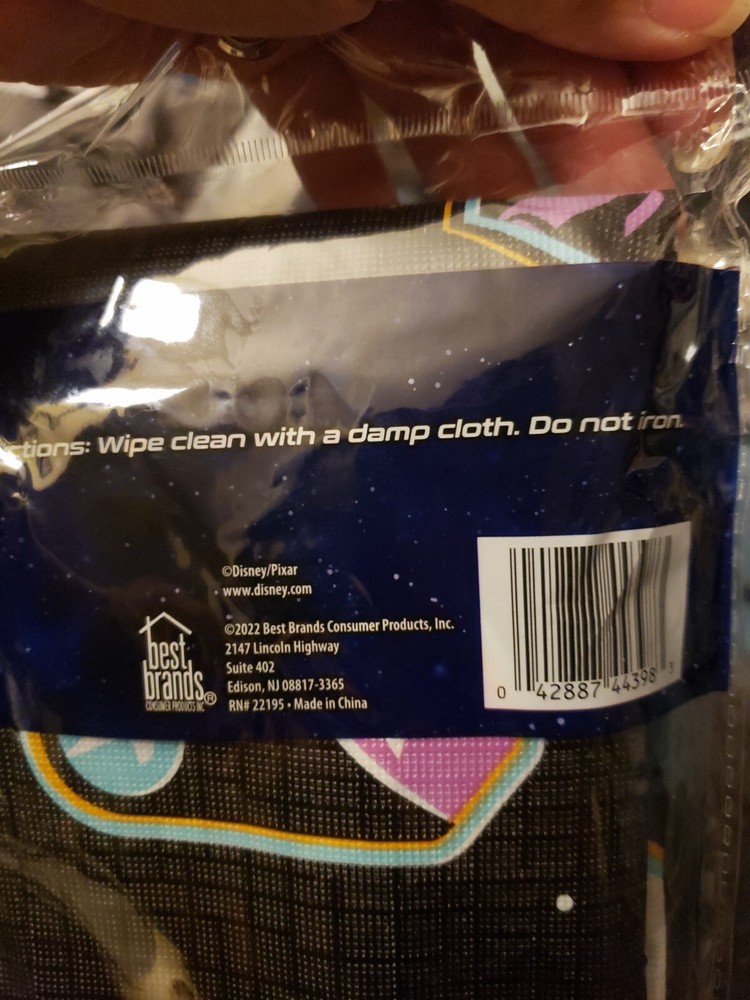 ctions: Wipe clean with a damp cloth. Do not iron.
©Disney/Pixar
www.disney.com
best
brands®
CONSUMER PRODUCTS INC
©2022 Best Brands Consumer Products, Inc.
2147 Lincoln Highway
Suite 402
Edison, NJ 08817-3365
RN# 22195 • Made in China
0 42887 44398 3